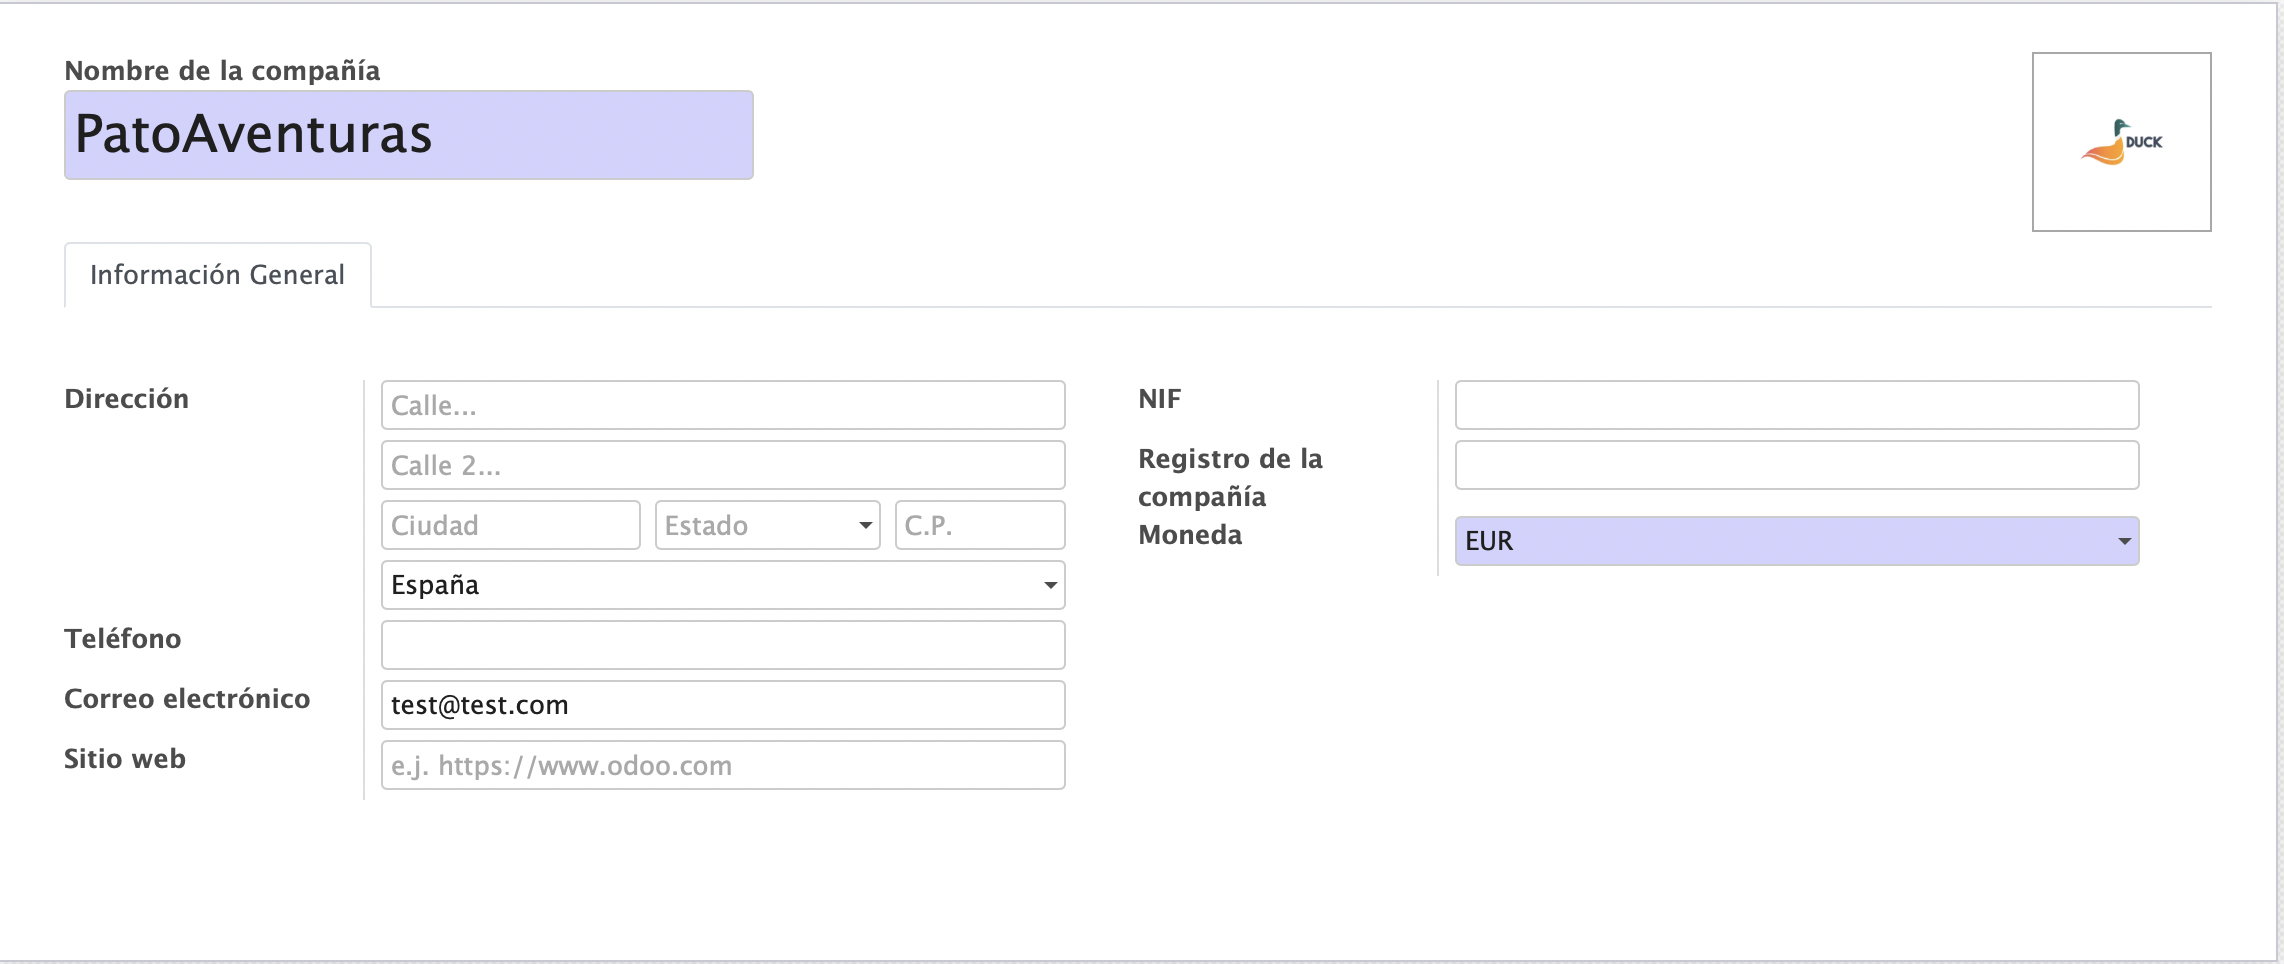 Nombre de la compañía
PatoAventuras
DUCK
Información General
Dirección
Calle...
Calle 2...
Ciudad Estado C.P.
España
Teléfono
Correo electrónico test@test.com
Sitio web e.j. https://www.odoo.com
NIF
Registro de la
compañía
Moneda EUR